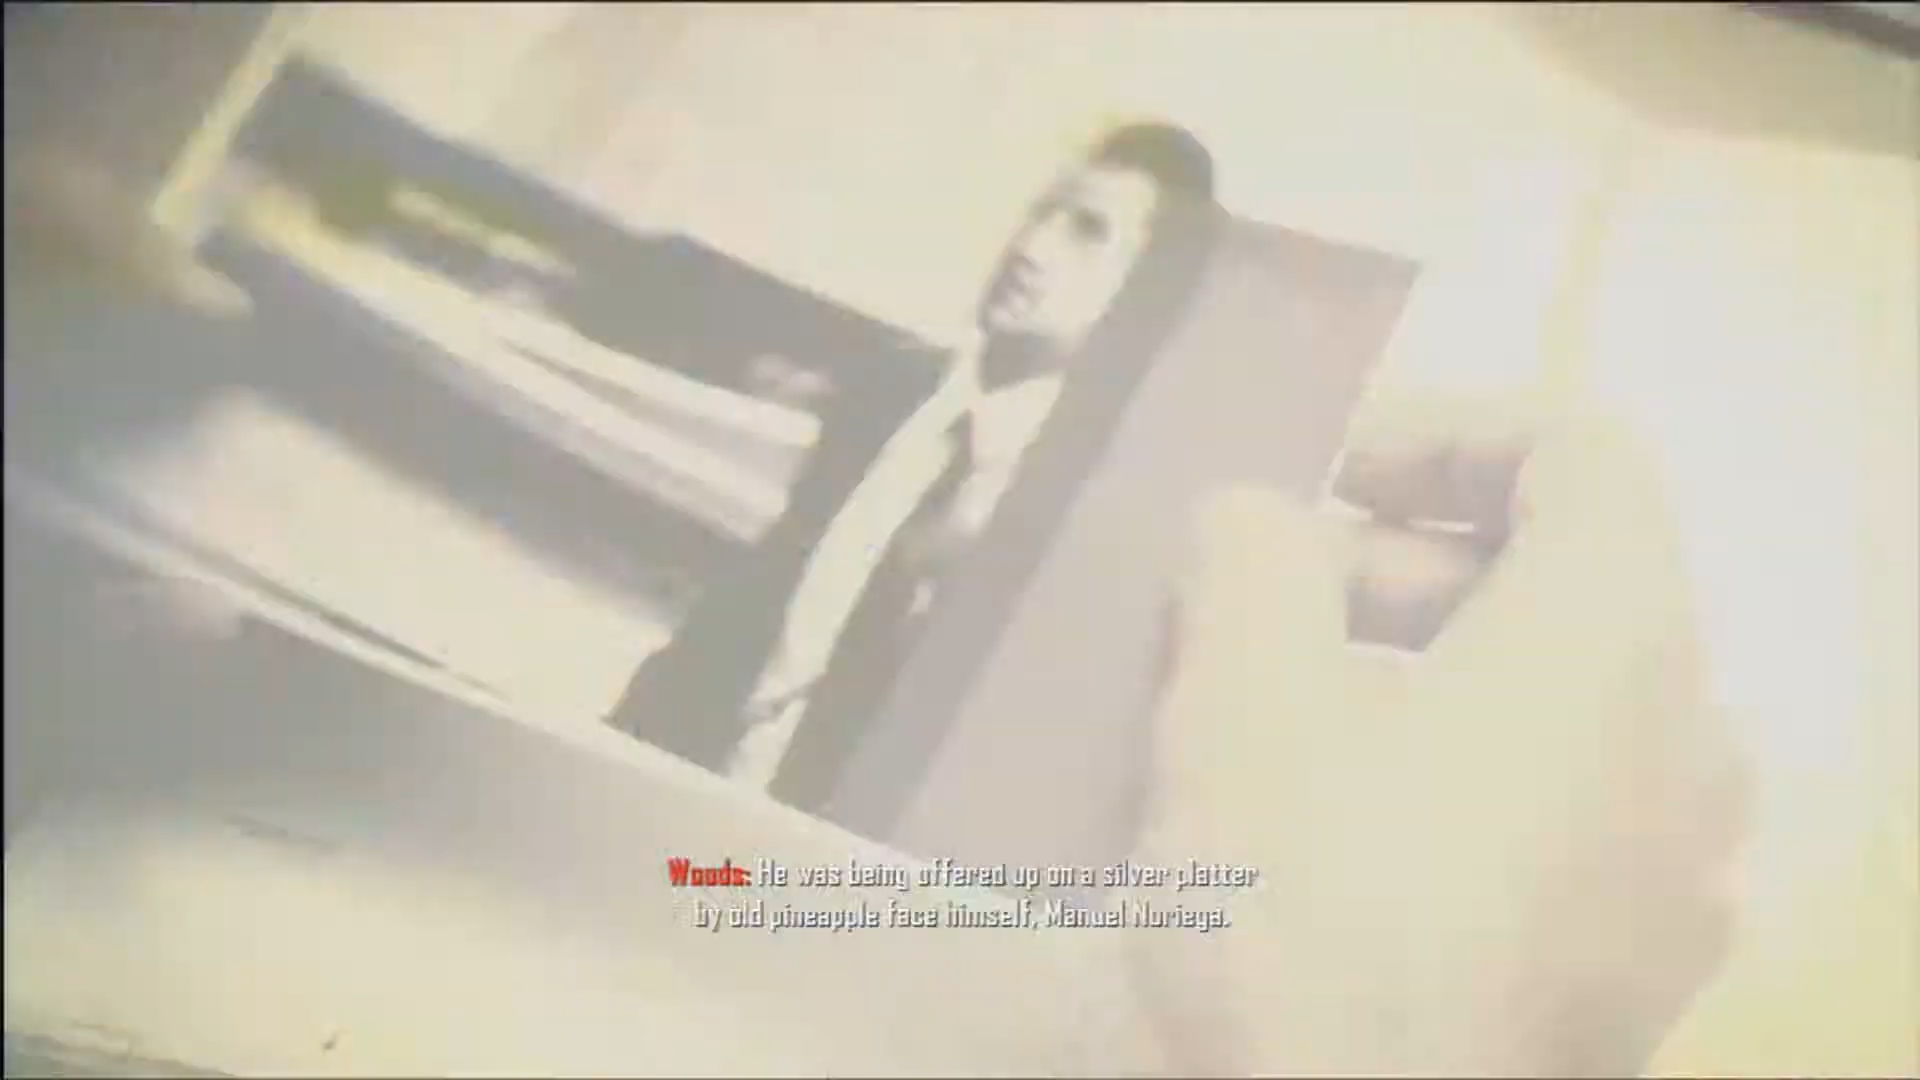 Woods: He was being offered up on a silver platter
by old pineapple face himself, Manuel Noriega.